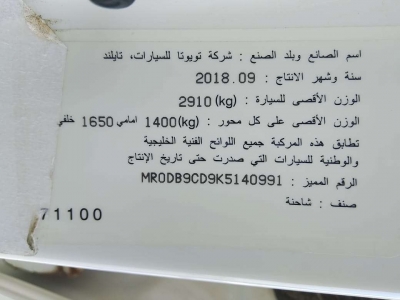 اسم الصانع وبلد الصنع : شركة تويوتا للسيارات، تايلند
سنة وشهر الانتاج : 2018.09
الوزن الأقصى للسيارة : 2910(kg)
الوزن الأقصى على كل محور : 1400(kg) امامي 1650 خلفي
تطابق هذه المركبة جميع اللوائح الفنية الخليجية
والوطنية للسيارات التي صدرت حتى تاريخ الإنتاج
الرقم المميز : MR0DB9CD9K5140991
صنف : شاحنة
71100